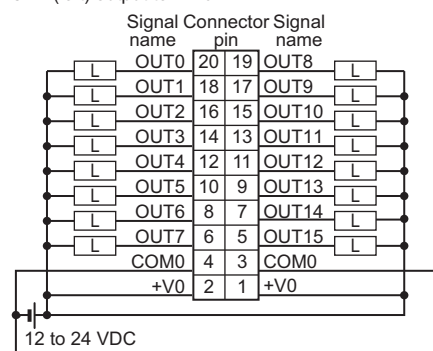 Signal Connector Signal
name pin name
L OUT0 20 19 OUT8 L
L OUT1 18 17 OUT9 L
L OUT2 16 15 OUT10 L
L OUT3 14 13 OUT11 L
L OUT4 12 11 OUT12 L
L OUT5 10 9 OUT13 L
L OUT6 8 7 OUT14 L
L OUT7 6 5 OUT15 L
COM0 4 3 COM0
+V0 2 1 +V0
12 to 24 VDC